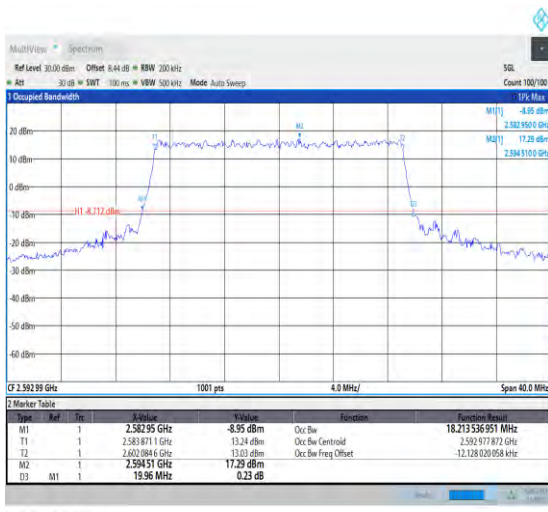 MultiView Spectrum
Ref Level 30.00 dBm Offset 8.44 dB RBW 200 kHz SGL
Att 30 dB SWT 100 ms VBW 500 kHz Mode Auto Sweep Count 100/100
1 Occupied Bandwidth 1Pk Max
M1[1] -8.95 dBm
2.582950 0 GHz
M2[1] 17.29 dBm
2.594510 0 GHz
M2
T1
T2
20 dBm
10 dBm
0 dBm
M1
D3
-10 dBm
H1 -8.712 dBm
-20 dBm
-30 dBm
-40 dBm
-50 dBm
-60 dBm
CF 2.592 99 GHz 1001 pts 4.0 MHz/ Span 40.0 MHz
2 Marker Table
Type Ref Trc X-Value Y-Value Function Function Result
M1 1 2.58295 GHz -8.95 dBm Occ Bw 18.213 536 951 MHz
T1 1 2.583 871 1 GHz 13.24 dBm Occ Bw Centroid 2.592 977 872 GHz
T2 1 2.602 084 6 GHz 13.03 dBm Occ Bw Freq Offset -12.128 020 058 kHz
M2 1 2.594 51 GHz 17.29 dBm
D3 M1 1 19.96 MHz 0.23 dB